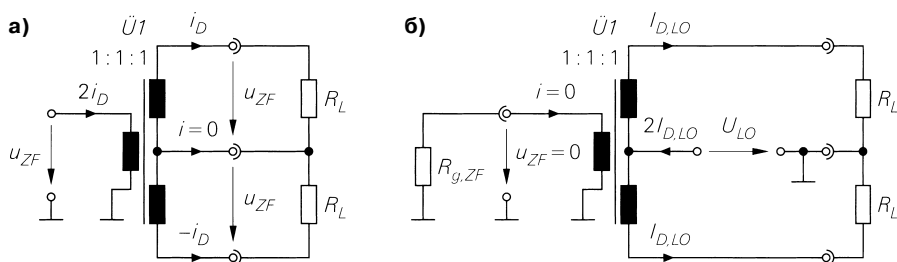 а)
Ü1
1:1:1
i_D
2i_D
u_ZF
i=0
u_ZF
R_L
u_ZF
R_L
−i_D
б)
Ü1
1:1:1
I_D,LO
i=0
R_g,ZF
u_ZF=0
2I_D,LO
U_LO
R_L
R_L
I_D,LO